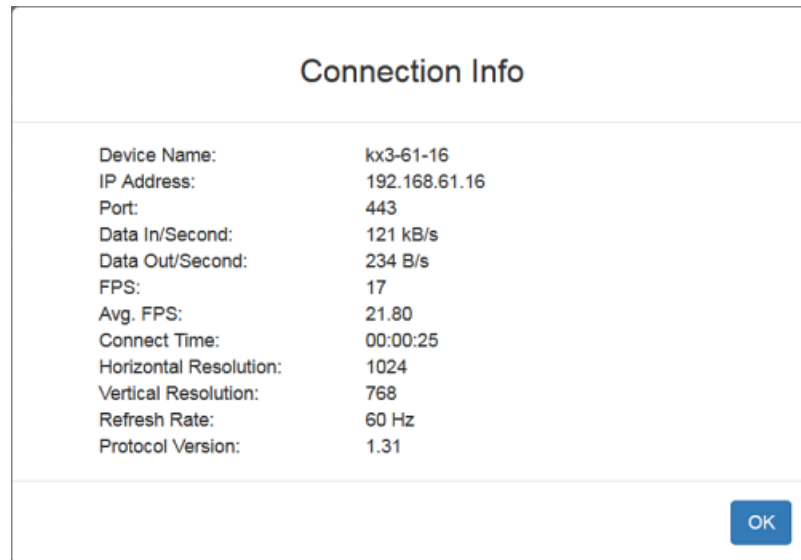 Connection Info
Device Name: kx3-61-16
IP Address: 192.168.61.16
Port: 443
Data In/Second: 121 kB/s
Data Out/Second: 234 B/s
FPS: 17
Avg. FPS: 21.80
Connect Time: 00:00:25
Horizontal Resolution: 1024
Vertical Resolution: 768
Refresh Rate: 60 Hz
Protocol Version: 1.31
OK